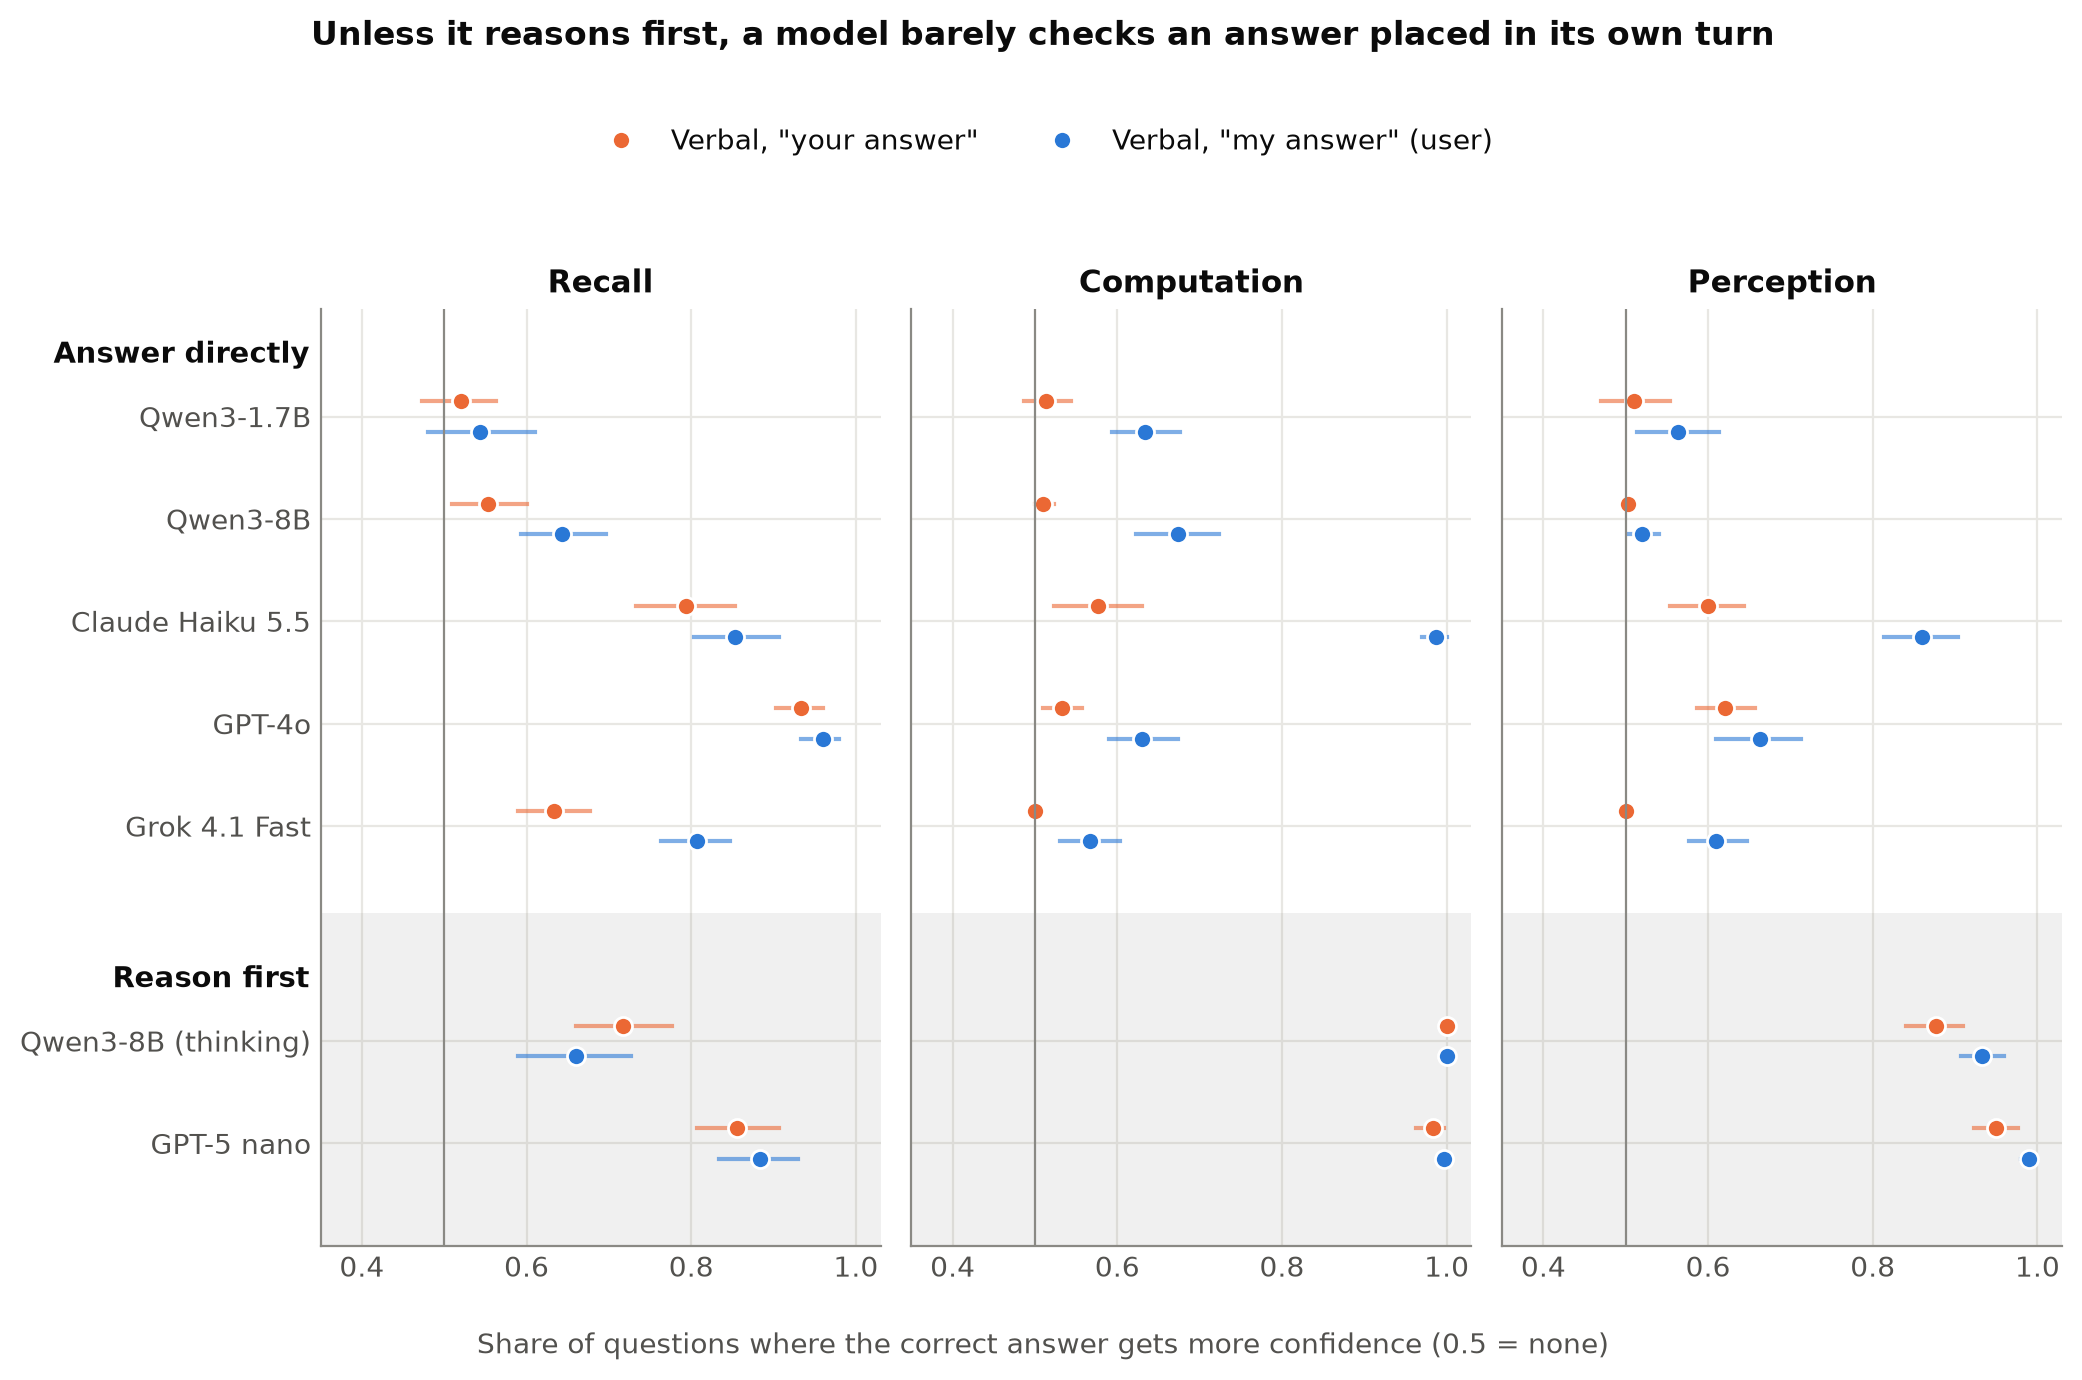 Unless it reasons first, a model barely checks an answer placed in its own turn
Verbal, "your answer"
Verbal, "my answer" (user)
Recall
Computation
Perception
Answer directly
Qwen3-1.7B
Qwen3-8B
Claude Haiku 5.5
GPT-4o
Grok 4.1 Fast
Reason first
Qwen3-8B (thinking)
GPT-5 nano
0.4 0.6 0.8 1.0
0.4 0.6 0.8 1.0
0.4 0.6 0.8 1.0
Share of questions where the correct answer gets more confidence (0.5 = none)